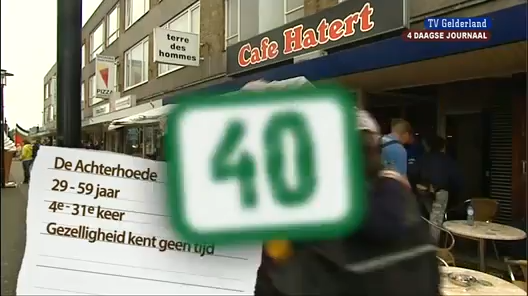 TV Gelderland
4 DAAGSE JOURNAAL
terre
des
hommes
Cafe Hatert
PIZZA
40
De Achterhoede
29 - 59 jaar
4e - 31e keer
Gezelligheid kent geen tijd